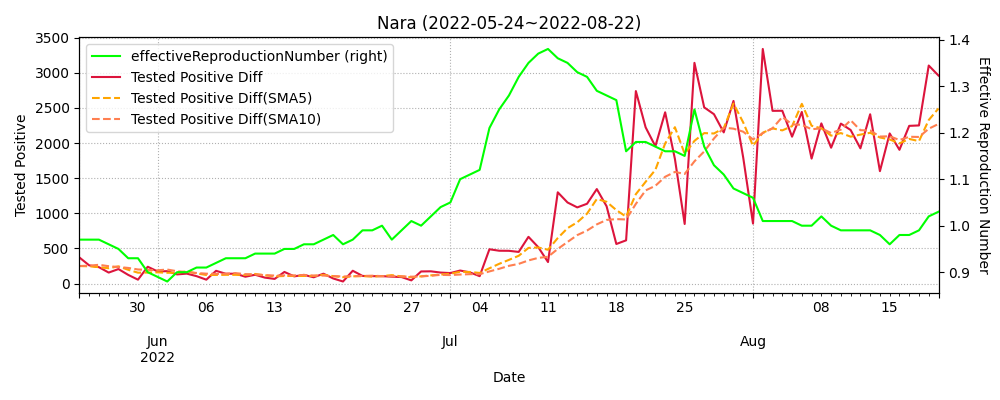 Nara (2022-05-24~2022-08-22)
effectiveReproductionNumber (right)
Tested Positive Diff
Tested Positive Diff(SMA5)
Tested Positive Diff(SMA10)
Tested Positive
3500
3000
2500
2000
1500
1000
500
0
1.4
1.3
1.2
1.1
1.0
0.9
Effective Reproduction Number
30 06 13 20 27 04 11 18 25 08 15
Jun Jul Aug
2022
Date